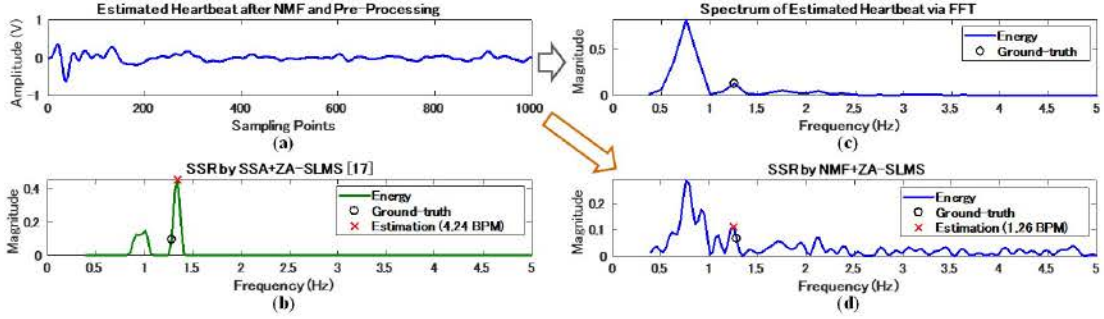 Estimated Heartbeat after NMF and Pre-Processing
Amplitude (V)
1
0
-1
0 200 400 600 800 1000
Sampling Points
(a)
Spectrum of Estimated Heartbeat via FFT
Magnitude
0.5
0
Energy
Ground-truth
0 0.5 1 1.5 2 2.5 3 3.5 4 4.5 5
Frequency (Hz)
(c)
SSR by SSA+ZA-SLMS [17]
Magnitude
0.4
0.2
0
Energy
Ground-truth
Estimation (4.24 BPM)
0 0.5 1 1.5 2 2.5 3 3.5 4 4.5 5
Frequency (Hz)
(b)
SSR by NMF+ZA-SLMS
Magnitude
0.2
0.1
0
Energy
Ground-truth
Estimation (1.26 BPM)
0 0.5 1 1.5 2 2.5 3 3.5 4 4.5 5
Frequency (Hz)
(d)